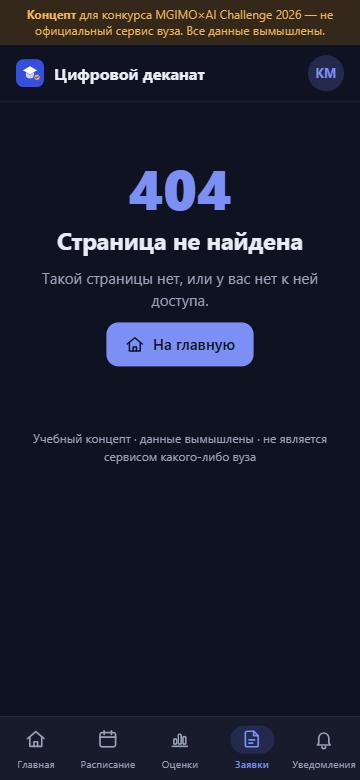 Концепт для конкурса MGIMO×AI Challenge 2026 — не
официальный сервис вуза. Все данные вымышлены.
Цифровой деканат
КМ
404
Страница не найдена
Такой страницы нет, или у вас нет к ней
доступа.
На главную
Учебный концепт · данные вымышлены · не является
сервисом какого-либо вуза
Главная
Расписание
Оценки
Заявки
Уведомления